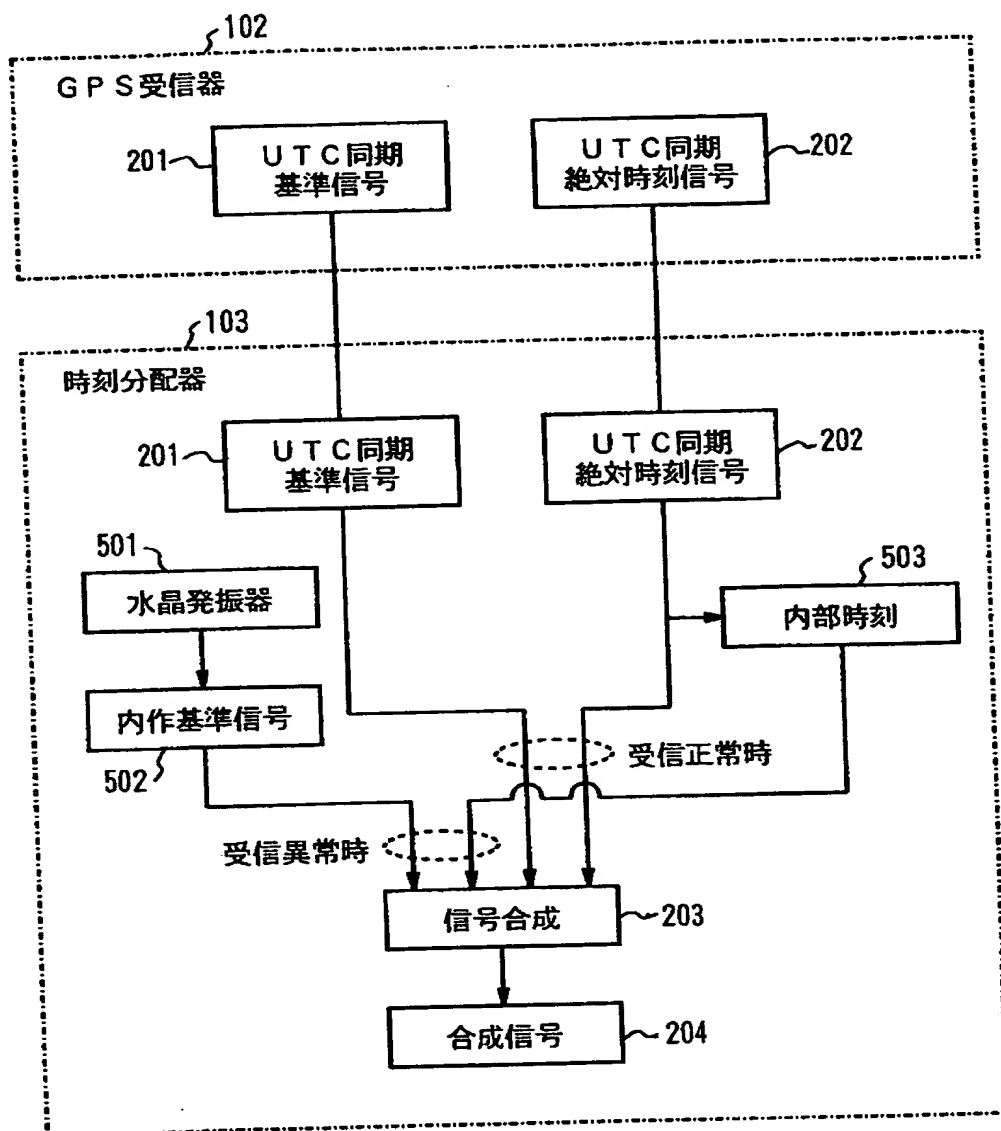 102
GPS受信器
201
UTC同期
基準信号
UTC同期
絶対時刻信号
202
103
時刻分配器
201
UTC同期
基準信号
UTC同期
絶対時刻信号
202
501
水晶発振器
503
内部時刻
内作基準信号
502
受信正常時
受信異常時
信号合成
203
合成信号
204